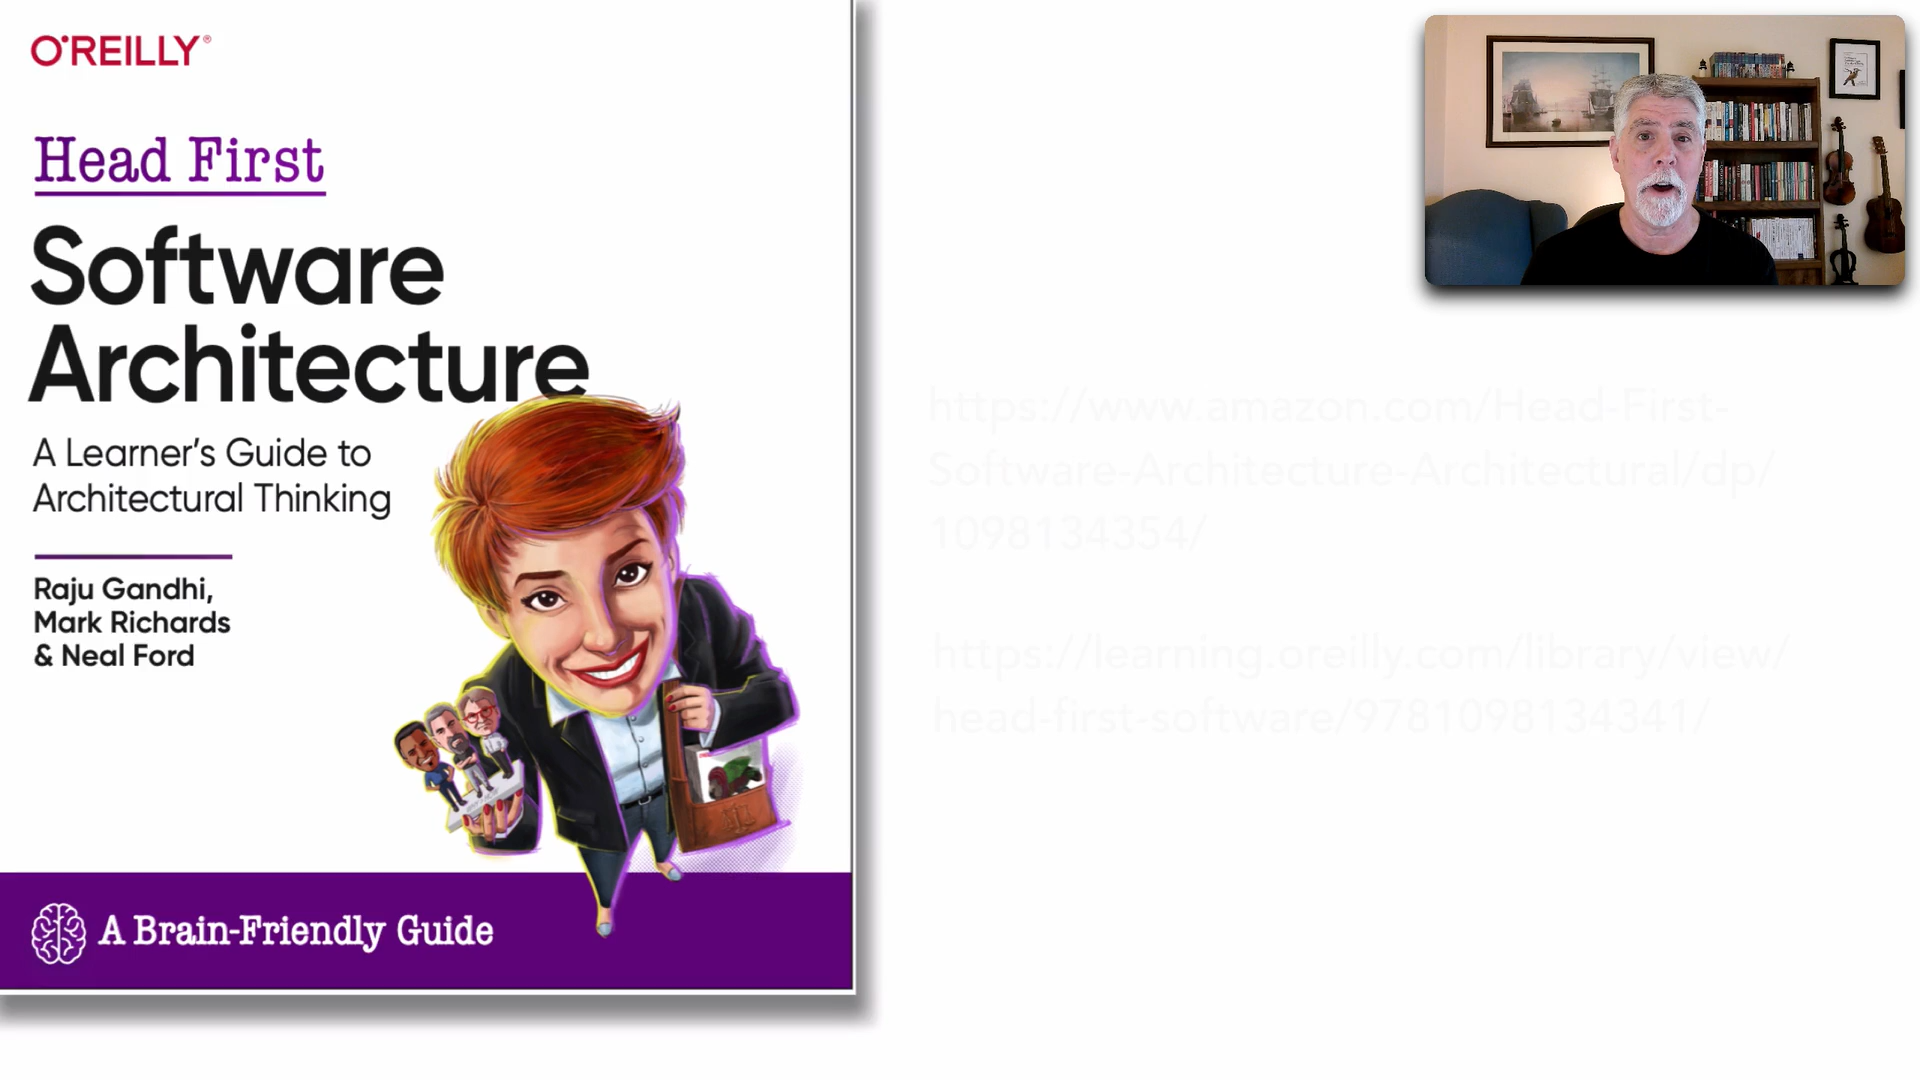 O'REILLY®
Head First
Software
Architecture
A Learner's Guide to
Architectural Thinking
Raju Gandhi,
Mark Richards
& Neal Ford
A Brain-Friendly Guide
https://www.amazon.com/Head-First-
Software-Architecture-Architectural/dp/
1098134354/
https://learning.oreilly.com/library/view/
head-first-software/9781098134341/